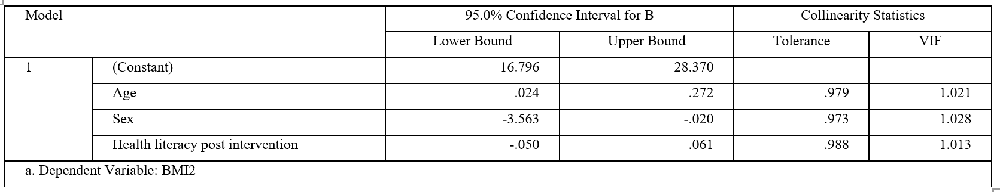 Model 95.0% Confidence Interval for B Collinearity Statistics
Lower Bound Upper Bound Tolerance VIF
1 (Constant) 16.796 28.370
Age .024 .272 .979 1.021
Sex -3.563 -.020 .973 1.028
Health literacy post intervention -.050 .061 .988 1.013
a. Dependent Variable: BMI2